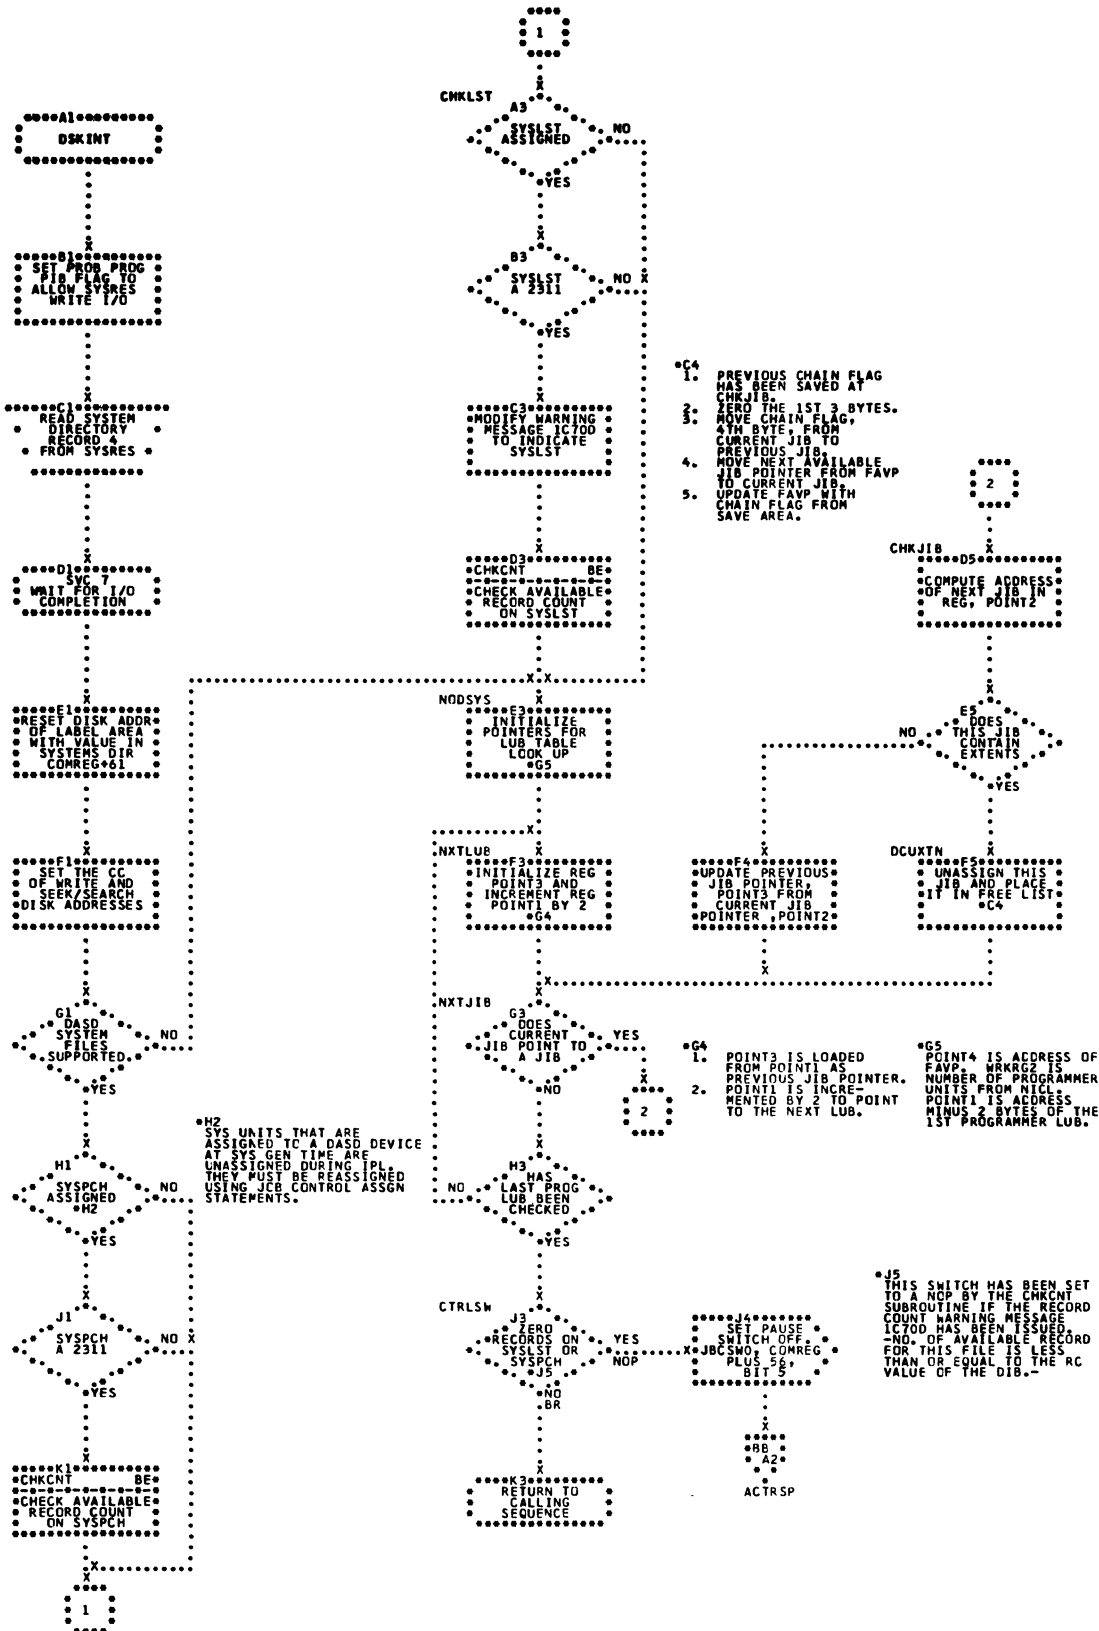 A1
DSKINT
B1
SET PROB PROG
PIB FLAG TO
ALLOW SYSRES
WRITE I/O
C1
READ SYSTEM
DIRECTORY
RECORD 4
FROM SYSRES
D1
SVC 7
WAIT FOR I/O
COMPLETION
E1
RESET DISK ADDR
OF LABEL AREA
WITH VALUE IN
SYSTEMS DIR
COMREG+61
F1
SET THE CC
OF WRITE AND
SEEK/SEARCH
DISK ADDRESSES
G1
DASD
SYSTEM
FILES
SUPPORTED
NO
YES
H1
SYSPCH
ASSIGNED
*H2
NO
YES
J1
SYSPCH
A 2311
NO
YES
K1
CHKCNT BE
CHECK AVAILABLE
RECORD COUNT
ON SYSPCH
1
*H2
SYS UNITS THAT ARE
ASSIGNED TO A DASD DEVICE
AT SYS GEN TIME ARE
UNASSIGNED DURING IPL.
THEY MUST BE REASSIGNED
USING JCB CONTROL ASSGN
STATEMENTS.
1
CHKLST
A3
SYSLST
ASSIGNED
NO
YES
B3
SYSLST
A 2311
NO
YES
C3
MODIFY WARNING
MESSAGE 1C70D
TO INDICATE
SYSLST
D3
CHKCNT BE
CHECK AVAILABLE
RECORD COUNT
ON SYSLST
NODSYS
E3
INITIALIZE
POINTERS FOR
LUB TABLE
LOOK UP
*G5
NXTLUB
F3
INITIALIZE REG
POINT3 AND
INCREMENT REG
POINT1 BY 2
*G4
NXTJIB
G3
DOES
CURRENT
JIB POINT TO
A JIB
YES
NO
2
H3
HAS
LAST PROG
LUB BEEN
CHECKED
NO
YES
CTRLSW
J3
ZERO
RECORDS ON
SYSLST OR
SYSPCH
*J5
YES
NOP
NO
BR
K3
RETURN TO
CALLING
SEQUENCE
J4
SET PAUSE
SWITCH OFF.
JBCSW0, COMREG
PLUS 56,
BIT 5
BB
A2
ACTRSP
*C4
1. PREVIOUS CHAIN FLAG
HAS BEEN SAVED AT
CHKJIB.
2. ZERO THE 1ST 3 BYTES.
3. MOVE CHAIN FLAG,
4TH BYTE, FROM
CURRENT JIB TO
PREVIOUS JIB.
4. MOVE NEXT AVAILABLE
JIB POINTER FROM FAVP
TO CURRENT JIB.
5. UPDATE FAVP WITH
CHAIN FLAG FROM
SAVE AREA.
2
CHKJIB
D5
COMPUTE ADDRESS
OF NEXT JIB IN
REG, POINT2
E5
DOES
THIS JIB
CONTAIN
EXTENTS
NO
YES
F4
UPDATE PREVIOUS
JIB POINTER,
POINT3 FROM
CURRENT JIB
POINTER ,POINT2
DCUXTN
F5
UNASSIGN THIS
JIB AND PLACE
IT IN FREE LIST
*C4
*G4
1. POINT3 IS LOADED
FROM POINT1 AS
PREVIOUS JIB POINTER.
2. POINT1 IS INCRE-
MENTED BY 2 TO POINT
TO THE NEXT LUB.
*G5
POINT4 IS ADDRESS OF
FAVP. WRKRG2 IS
NUMBER OF PROGRAMMER
UNITS FROM NICL.
POINT1 IS ADDRESS
MINUS 2 BYTES OF THE
1ST PROGRAMMER LUB.
*J5
THIS SWITCH HAS BEEN SET
TO A NOP BY THE CHKCNT
SUBROUTINE IF THE RECORD
COUNT WARNING MESSAGE
1C70D HAS BEEN ISSUED.
-NO. OF AVAILABLE RECORD
FOR THIS FILE IS LESS
THAN OR EQUAL TO THE RC
VALUE OF THE DIB.-